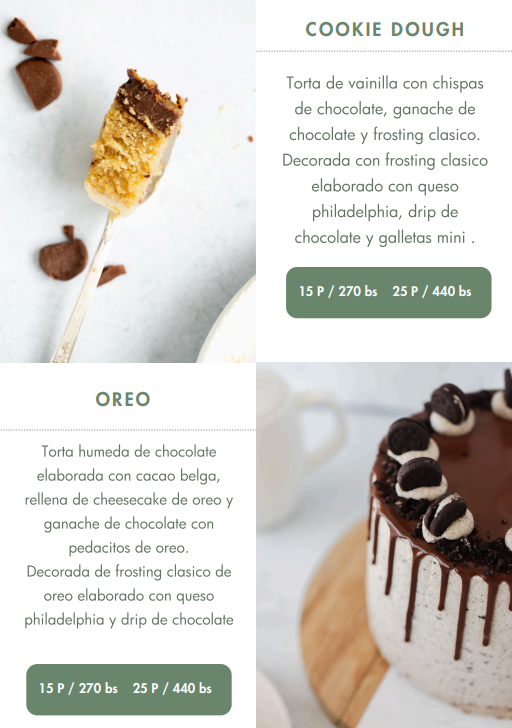 COOKIE DOUGH
Torta de vainilla con chispas
de chocolate, ganache de
chocolate y frosting clasico.
Decorada con frosting clasico
elaborado con queso
philadelphia, drip de
chocolate y galletas mini .
15 P / 270 bs 25 P / 440 bs
OREO
Torta humeda de chocolate
elaborada con cacao belga,
rellena de cheesecake de oreo y
ganache de chocolate con
pedacitos de oreo.
Decorada de frosting clasico de
oreo elaborado con queso
philadelphia y drip de chocolate
15 P / 270 bs 25 P / 440 bs